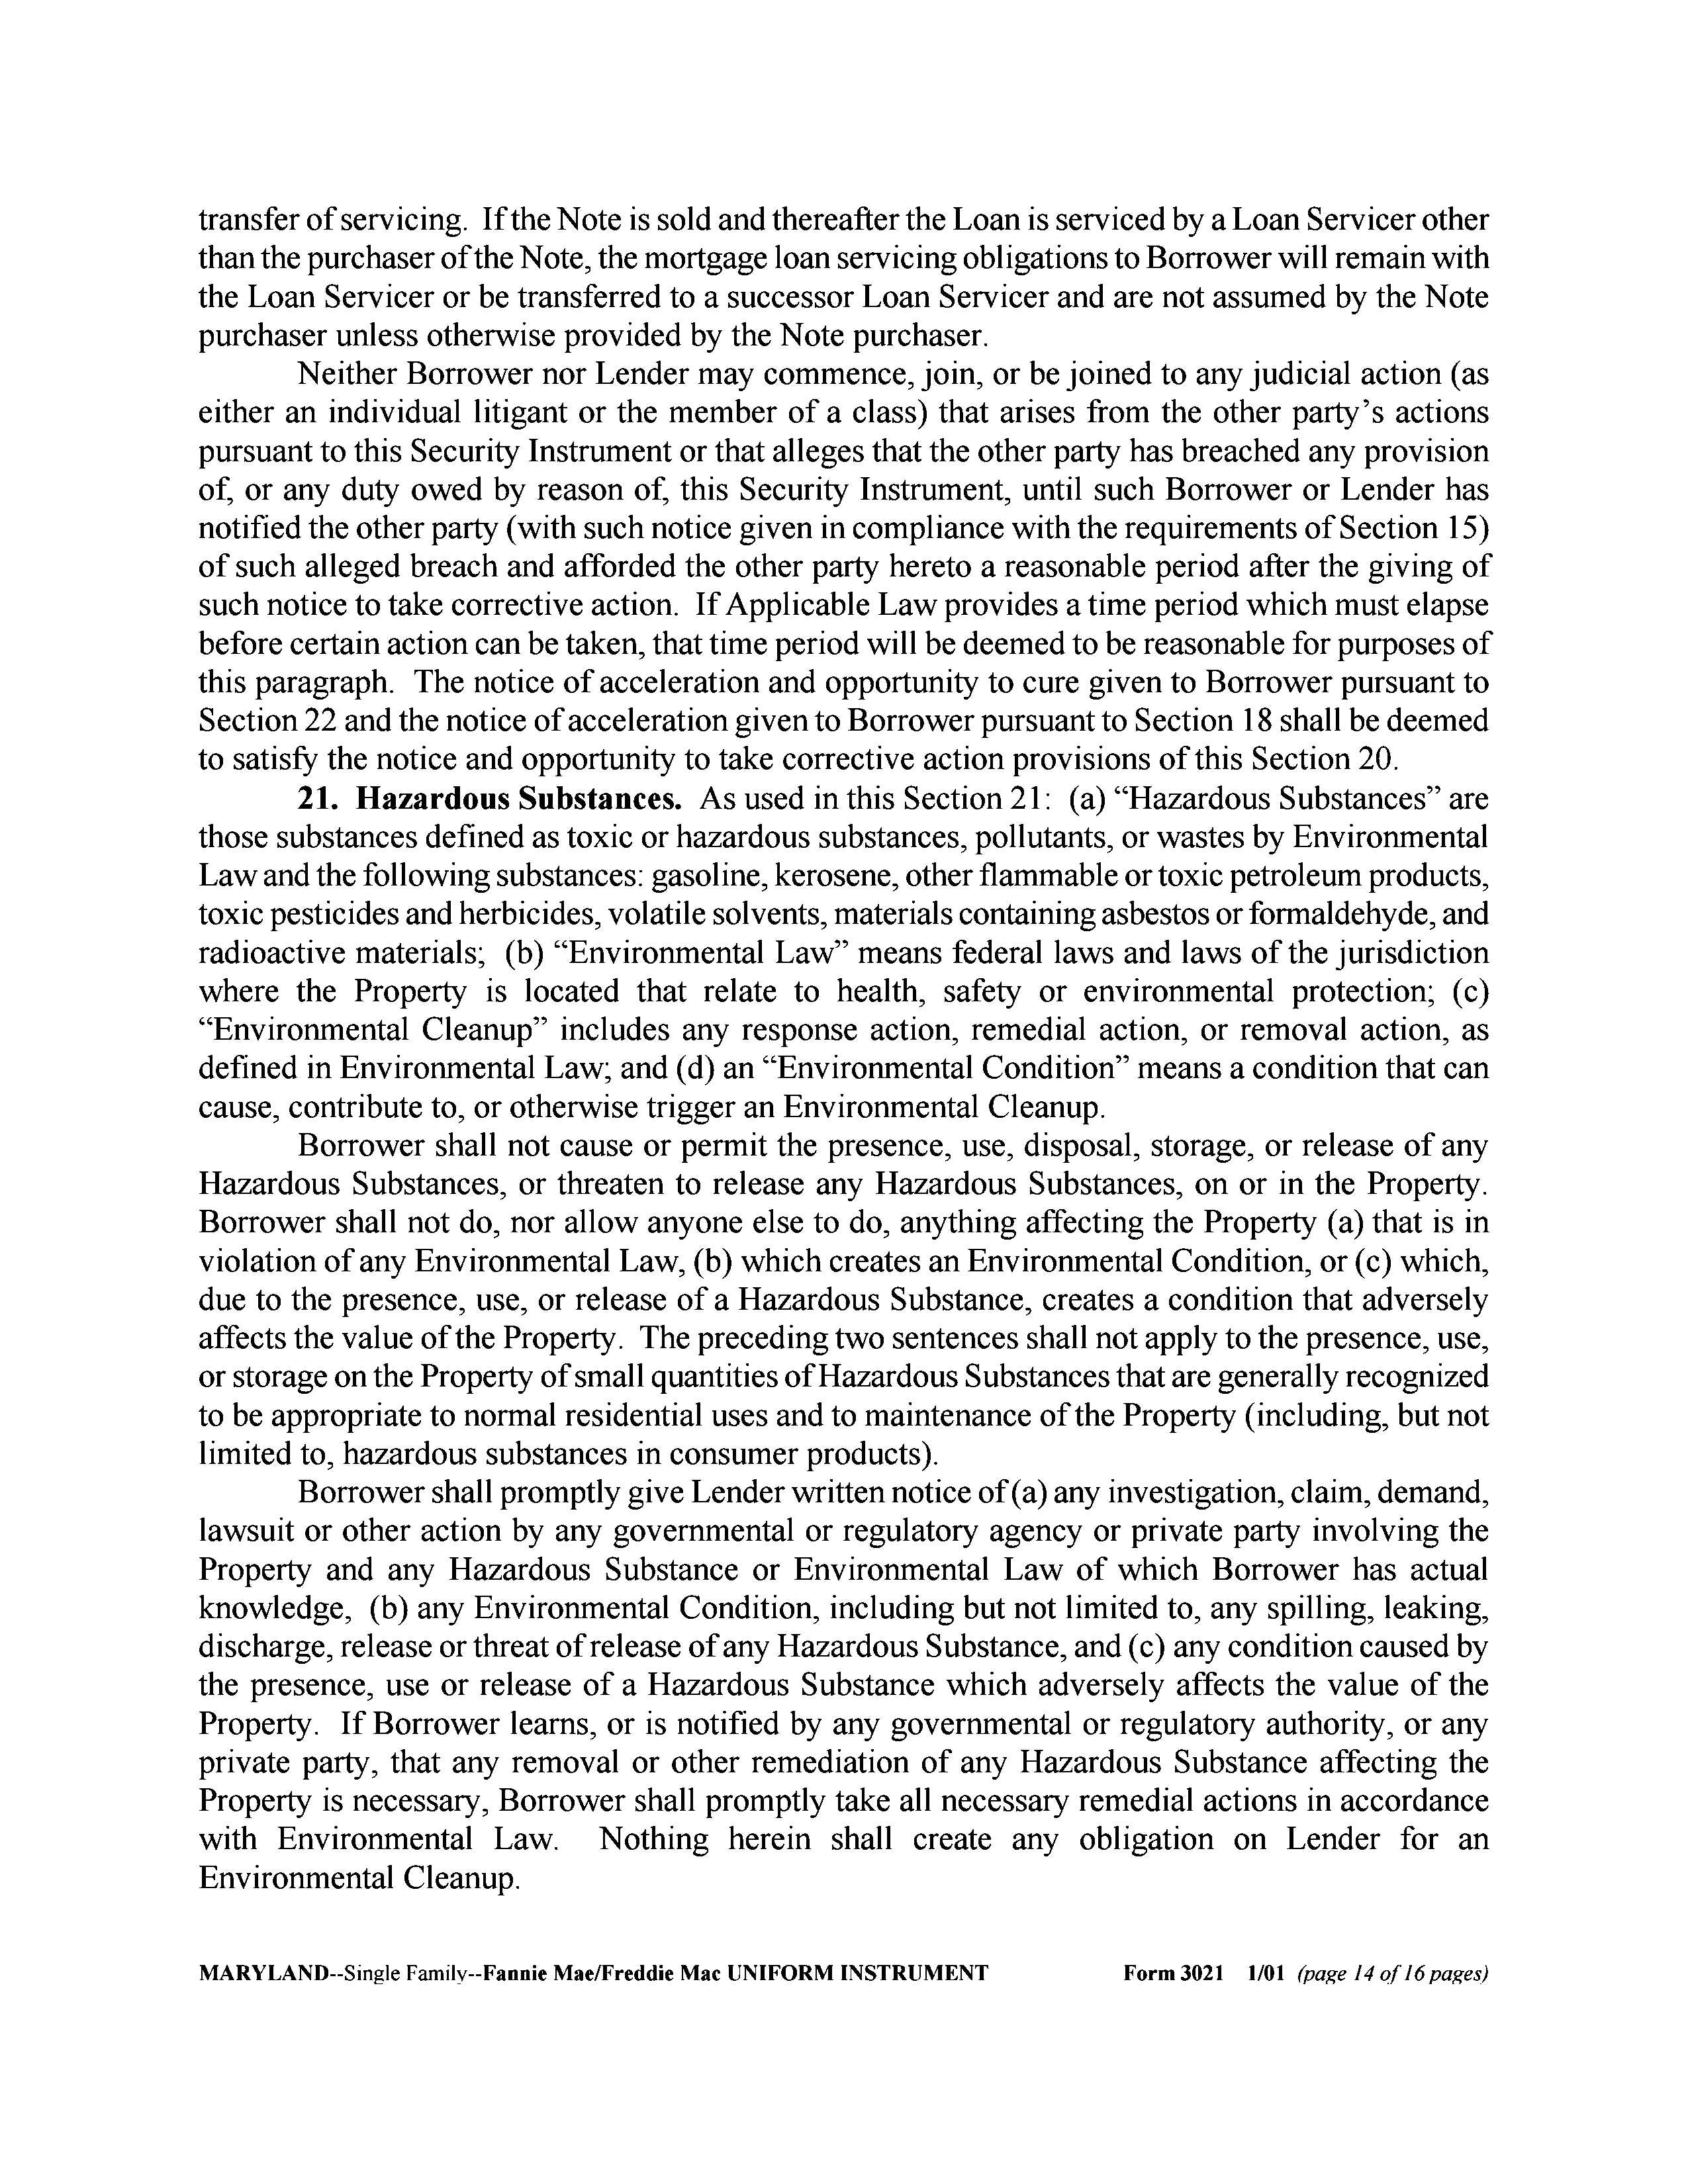 transfer of servicing.  If the Note is sold and thereafter the Loan is serviced by a Loan Servicer other
than the purchaser of the Note, the mortgage loan servicing obligations to Borrower will remain with
the Loan Servicer or be transferred to a successor Loan Servicer and are not assumed by the Note
purchaser unless otherwise provided by the Note purchaser.
Neither Borrower nor Lender may commence, join, or be joined to any judicial action (as
either an individual litigant or the member of a class) that arises from the other party’s actions
pursuant to this Security Instrument or that alleges that the other party has breached any provision
of, or any duty owed by reason of, this Security Instrument, until such Borrower or Lender has
notified the other party (with such notice given in compliance with the requirements of Section 15)
of such alleged breach and afforded the other party hereto a reasonable period after the giving of
such notice to take corrective action.  If Applicable Law provides a time period which must elapse
before certain action can be taken, that time period will be deemed to be reasonable for purposes of
this paragraph.  The notice of acceleration and opportunity to cure given to Borrower pursuant to
Section 22 and the notice of acceleration given to Borrower pursuant to Section 18 shall be deemed
to satisfy the notice and opportunity to take corrective action provisions of this Section 20.
21.  Hazardous Substances.  As used in this Section 21:  (a) “Hazardous Substances” are
those substances defined as toxic or hazardous substances, pollutants, or wastes by Environmental
Law and the following substances: gasoline, kerosene, other flammable or toxic petroleum products,
toxic pesticides and herbicides, volatile solvents, materials containing asbestos or formaldehyde, and
radioactive materials;  (b) “Environmental Law” means federal laws and laws of the jurisdiction
where the Property is located that relate to health, safety or environmental protection; (c)
“Environmental Cleanup” includes any response action, remedial action, or removal action, as
defined in Environmental Law; and (d) an “Environmental Condition” means a condition that can
cause, contribute to, or otherwise trigger an Environmental Cleanup.
Borrower shall not cause or permit the presence, use, disposal, storage, or release of any
Hazardous Substances, or threaten to release any Hazardous Substances, on or in the Property.
Borrower shall not do, nor allow anyone else to do, anything affecting the Property (a) that is in
violation of any Environmental Law, (b) which creates an Environmental Condition, or (c) which,
due to the presence, use, or release of a Hazardous Substance, creates a condition that adversely
affects the value of the Property.  The preceding two sentences shall not apply to the presence, use,
or storage on the Property of small quantities of Hazardous Substances that are generally recognized
to be appropriate to normal residential uses and to maintenance of the Property (including, but not
limited to, hazardous substances in consumer products).
Borrower shall promptly give Lender written notice of (a) any investigation, claim, demand,
lawsuit or other action by any governmental or regulatory agency or private party involving the
Property and any Hazardous Substance or Environmental Law of which Borrower has actual
knowledge,  (b) any Environmental Condition, including but not limited to, any spilling, leaking,
discharge, release or threat of release of any Hazardous Substance, and (c) any condition caused by
the presence, use or release of a Hazardous Substance which adversely affects the value of the
Property.  If Borrower learns, or is notified by any governmental or regulatory authority, or any
private party, that any removal or other remediation of any Hazardous Substance affecting the
Property is necessary, Borrower shall promptly take all necessary remedial actions in accordance
with Environmental Law.  Nothing herein shall create any obligation on Lender for an
Environmental Cleanup.
MARYLAND--Single Family--Fannie Mae/Freddie Mac UNIFORM INSTRUMENT Form 3021 1/01 (page 14 of 16 pages)